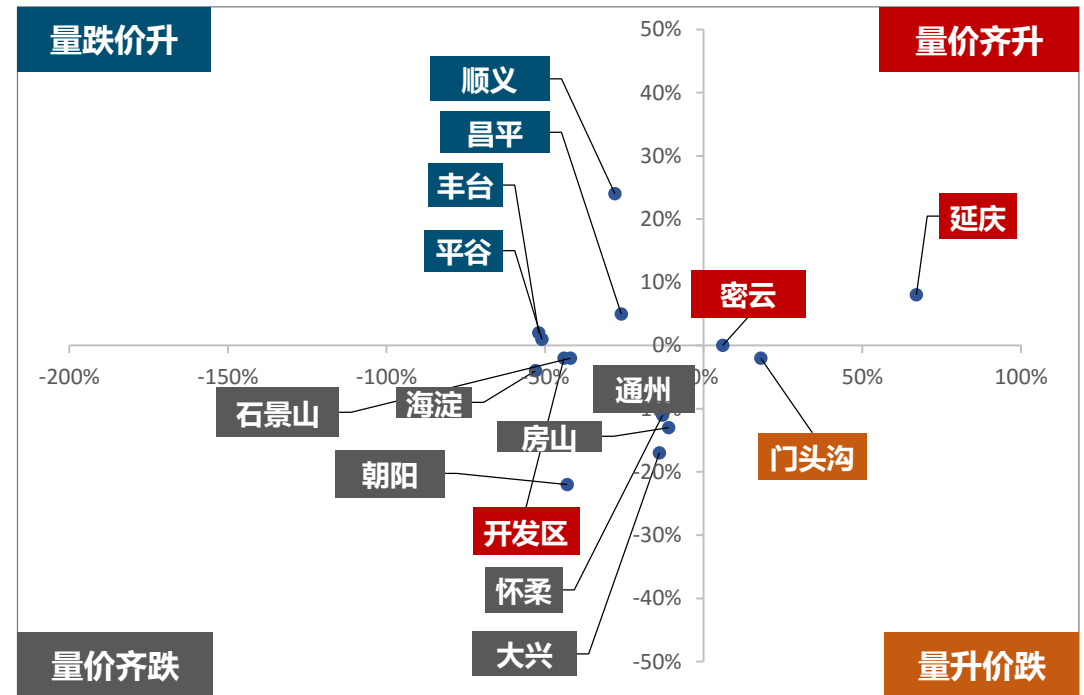 量跌价升
量价齐升
50%
40%
30%
20%
10%
0%
-10%
-20%
-30%
-40%
-50%
-200%
-150%
-100%
-50%
0%
50%
100%
顺义
昌平
丰台
平谷
延庆
密云
通州
海淀
石景山
房山
门头沟
朝阳
开发区
怀柔
大兴
量价齐跌
量升价跌